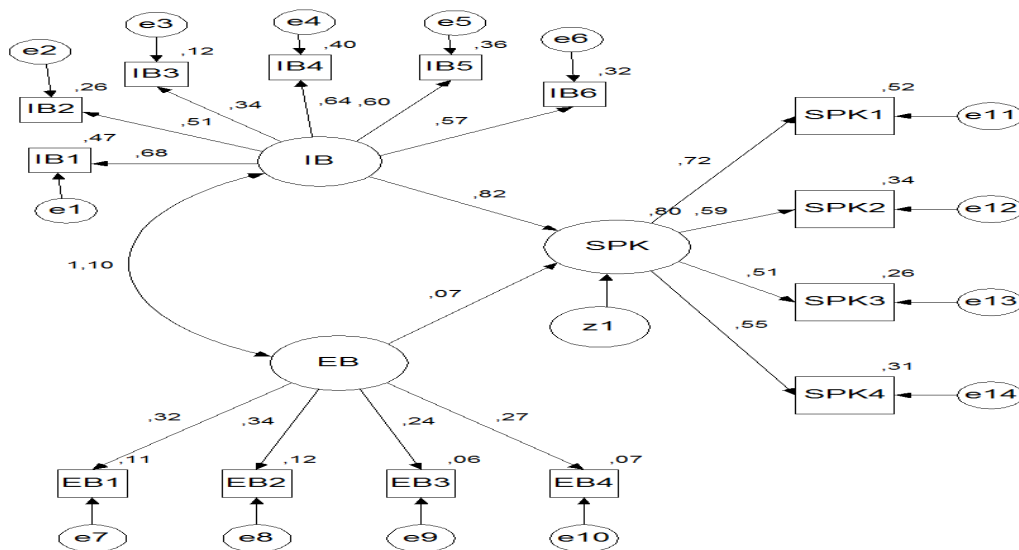 e3
e4
e5
e2
e6
,12
,40
,36
IB3
IB4
IB5
,32
,26
IB2
IB6
,34
,64
,60
,52
,51
,57
SPK1
e11
,47
IB1
,68
IB
,72
e1
,82
,34
,80
,59
SPK2
e12
SPK
1,10
,51
,26
,07
SPK3
e13
z1
,55
EB
,31
SPK4
e14
,32
,34
,24
,27
,11
,12
,06
,07
EB1
EB2
EB3
EB4
e7
e8
e9
e10